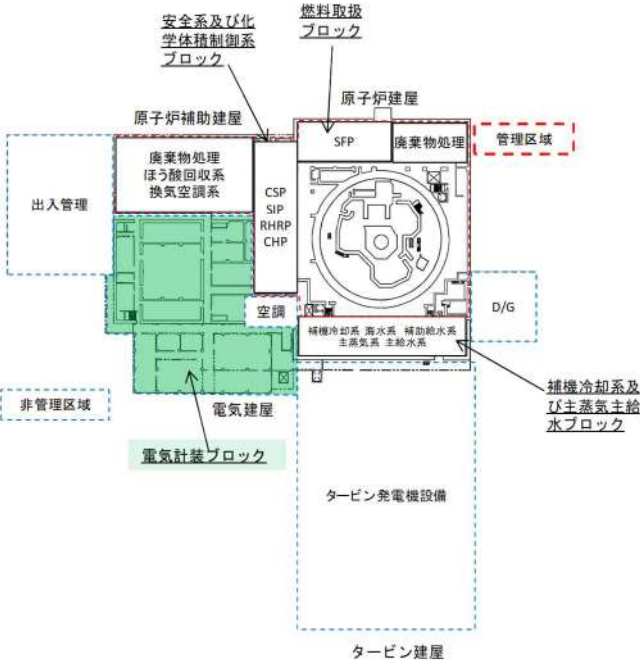 安全系及び化
学体積制御系
ブロック
燃料取扱
ブロック
原子炉補助建屋
原子炉建屋
SFP
廃棄物処理
管理区域
出入管理
廃棄物処理
ほう酸回収系
換気空調系
CSP
SIP
RHRP
CHP
空調
D/G
補機冷却系 海水系 補助給水系
主蒸気系 主給水系
非管理区域
電気建屋
補機冷却系及
び主蒸気主給
水ブロック
電気計装ブロック
タービン発電機設備
タービン建屋